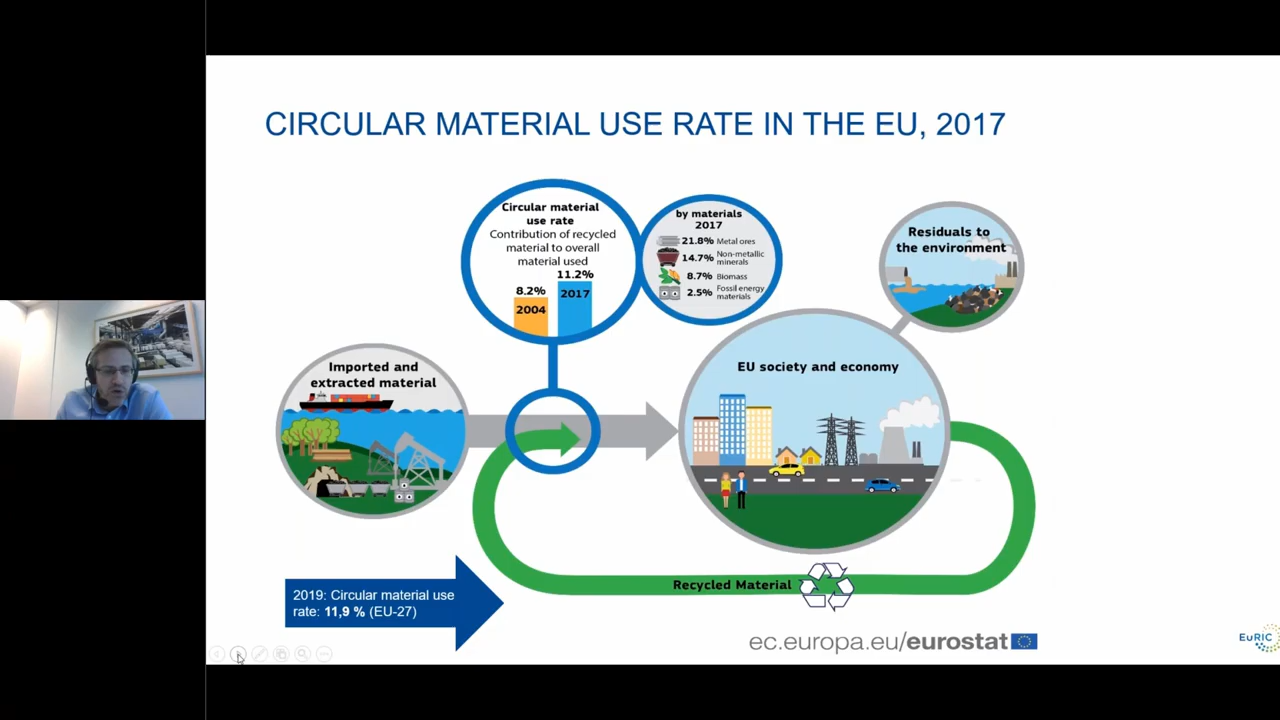 CIRCULAR MATERIAL USE RATE IN THE EU, 2017
Circular material
use rate
Contribution of recycled
material to overall
material used
11.2%
8.2%
2017
2004
by materials
2017
21.8% Metal ores
14.7% Non-metallic
minerals
8.7% Biomass
2.5% Fossil energy
materials
Residuals to
the environment
Imported and
extracted material
EU society and economy
Recycled Material
2019: Circular material use
rate: 11,9 % (EU-27)
ec.europa.eu/eurostat
EuRIC